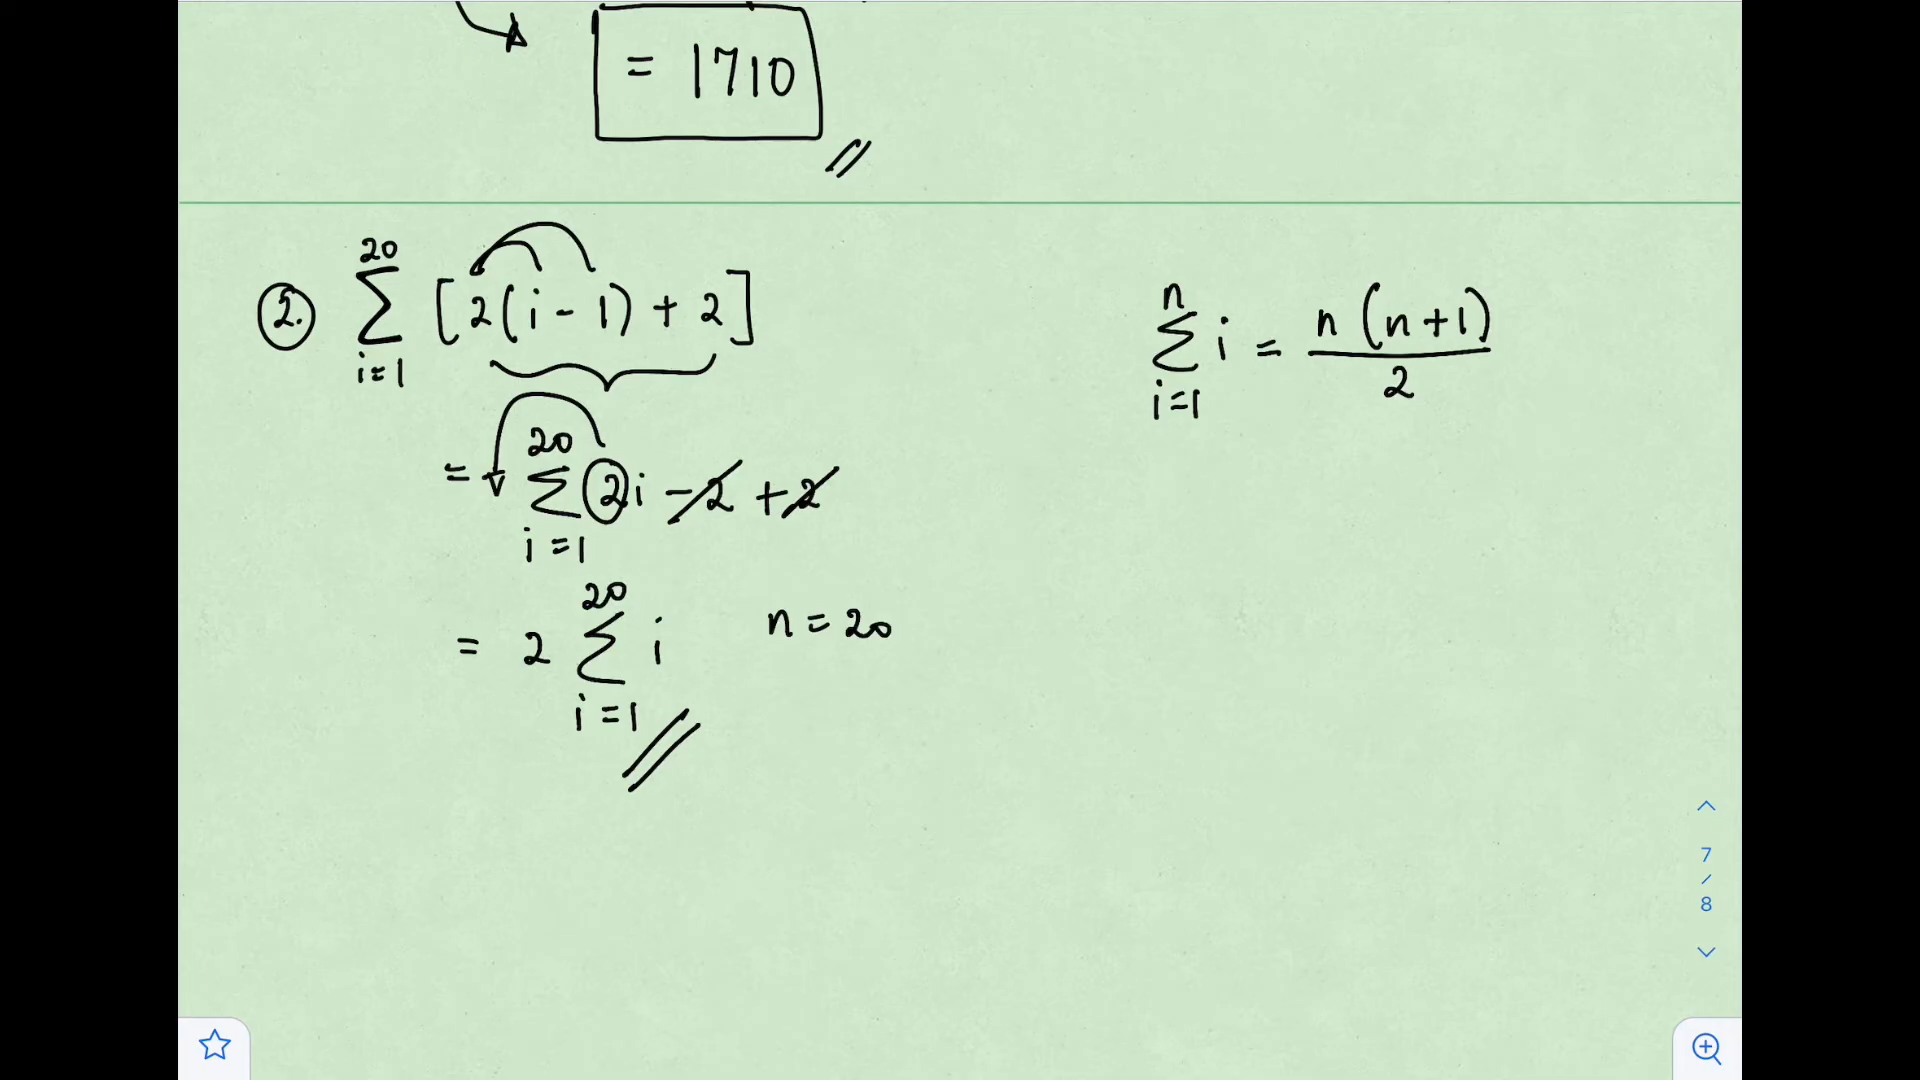 = 1710
2. 20 ∑ i=1 [2(i-1)+2]
n ∑ i=1 i = n(n+1) / 2
= 20 ∑ i=1 2i -2 +2
= 2 20 ∑ i=1 i n = 20
7
/
8